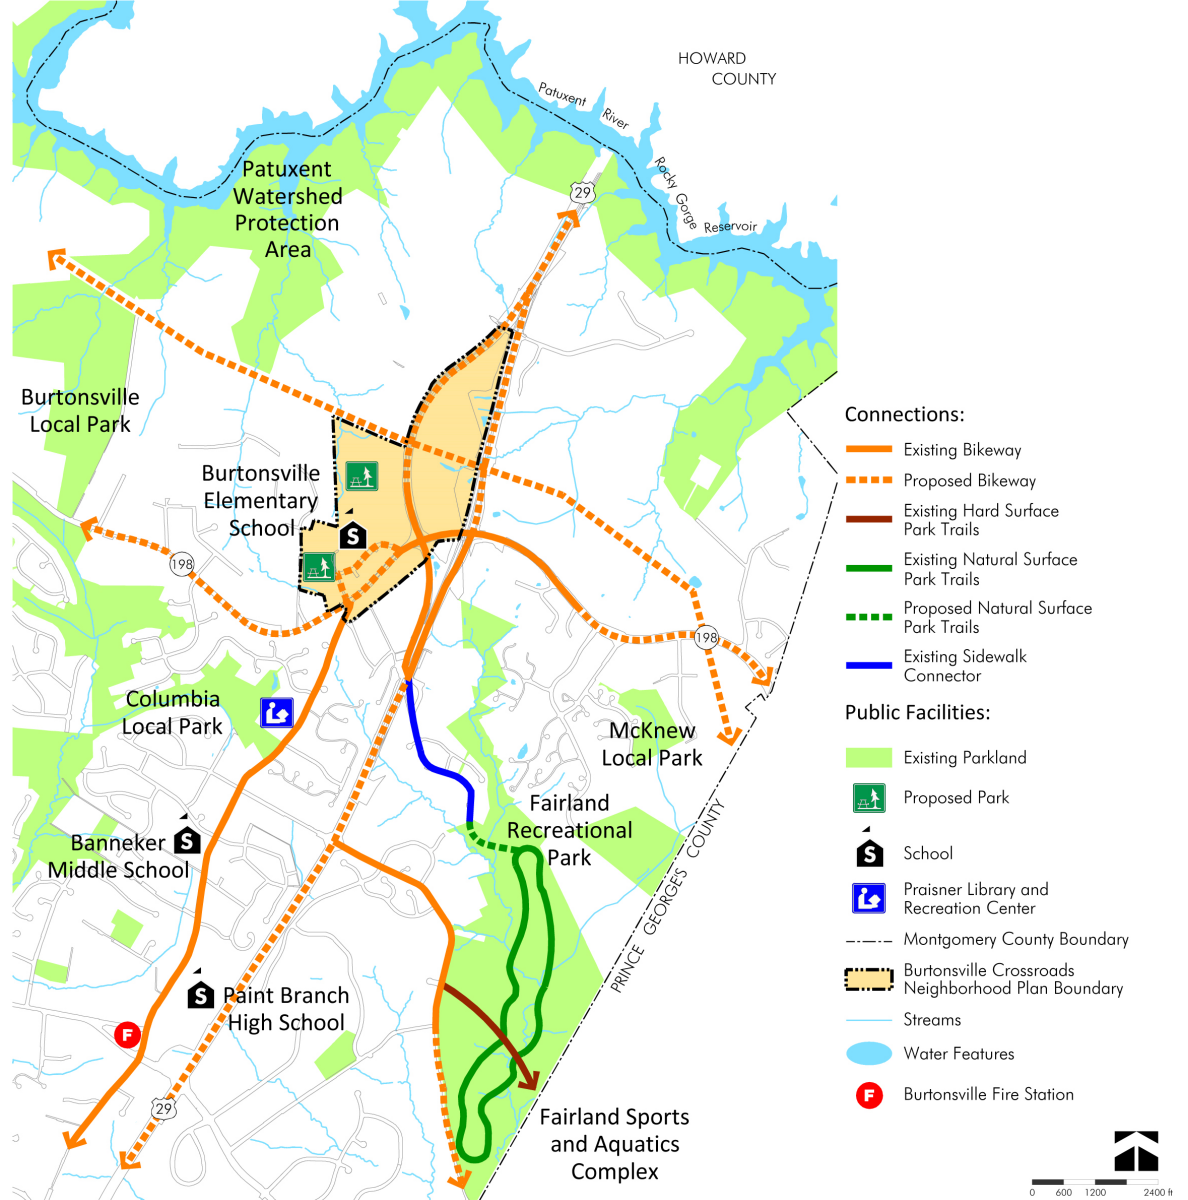 HOWARD
COUNTY
Patuxent River
Rocky Gorge Reservoir
29
Patuxent
Watershed
Protection
Area
Burtonsville
Local Park
Burtonsville
Elementary
School
S
198
198
Columbia
Local Park
McKnew
Local Park
Fairland
Recreational
Park
Banneker
Middle School
S
PRINCE GEORGE'S COUNTY
S
Paint Branch
High School
F
29
Fairland Sports
and Aquatics
Complex
Connections:
Existing Bikeway
Proposed Bikeway
Existing Hard Surface
Park Trails
Existing Natural Surface
Park Trails
Proposed Natural Surface
Park Trails
Existing Sidewalk
Connector
Public Facilities:
Existing Parkland
Proposed Park
S
School
Praisner Library and
Recreation Center
Montgomery County Boundary
Burtonsville Crossroads
Neighborhood Plan Boundary
Streams
Water Features
F
Burtonsville Fire Station
0 600 1200 2400 ft